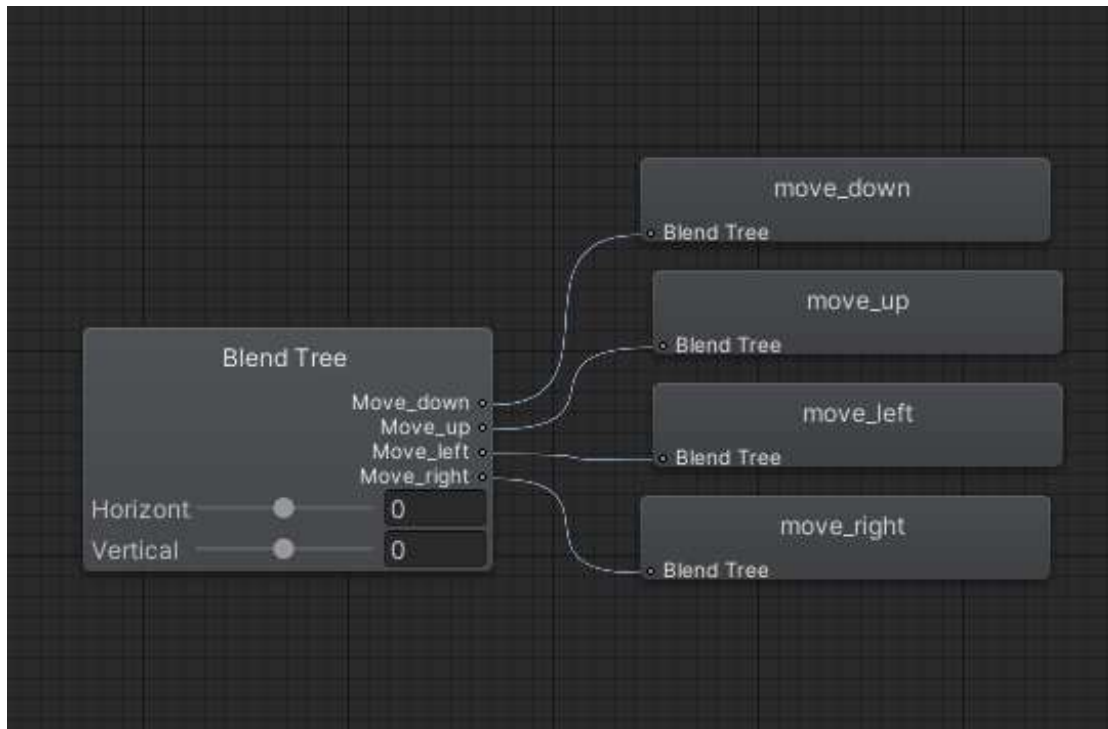 Blend Tree
Move_down
Move_up
Move_left
Move_right
Horizont
0
Vertical
0
move_down
Blend Tree
move_up
Blend Tree
move_left
Blend Tree
move_right
Blend Tree